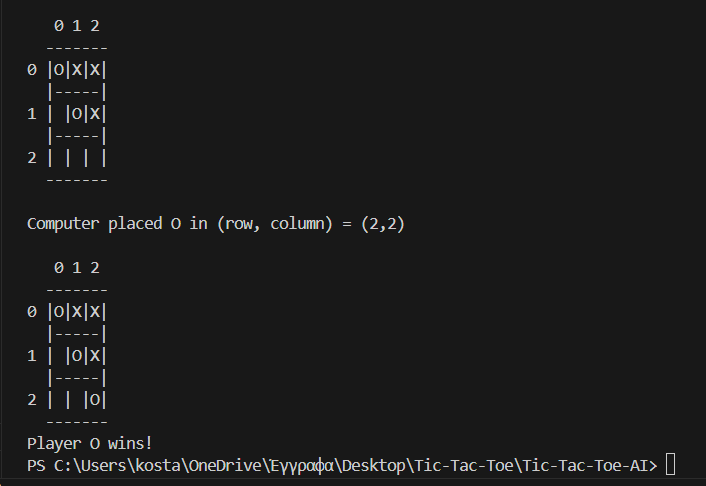 0 1 2
  -------
0 |O|X|X|
  |-----|
1 | |O|X|
  |-----|
2 | | | |
  -------
Computer placed O in (row, column) = (2,2)
   0 1 2
  -------
0 |O|X|X|
  |-----|
1 | |O|X|
  |-----|
2 | | |O|
  -------
Player O wins!
PS C:\Users\kosta\OneDrive\Έγγραφα\Desktop\Tic-Tac-Toe\Tic-Tac-Toe-AI>